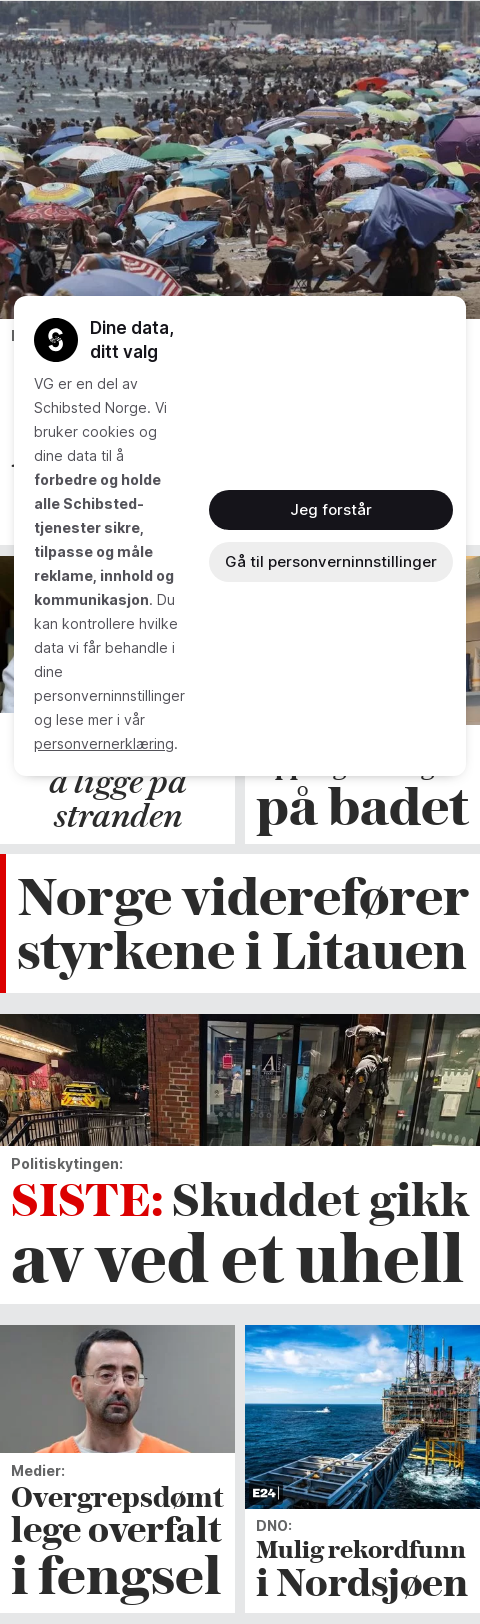 Dine data,
ditt valg
VG er en del av
Schibsted Norge. Vi
bruker cookies og
dine data til å
forbedre og holde
alle Schibsted-
tjenester sikre,
tilpasse og måle
reklame, innhold og
kommunikasjon. Du
kan kontrollere hvilke
data vi får behandle i
dine
personverninnstillinger
og lese mer i vår
personvernerklæring.
Jeg forstår
Gå til personverninnstillinger
å ligge på
stranden
på badet
Norge viderefører
styrkene i Litauen
Politiskytingen:
SISTE: Skuddet gikk
av ved et uhell
Medier:
Overgrepsdømt
lege overfalt
i fengsel
E24
DNO:
Mulig rekordfunn
i Nordsjøen